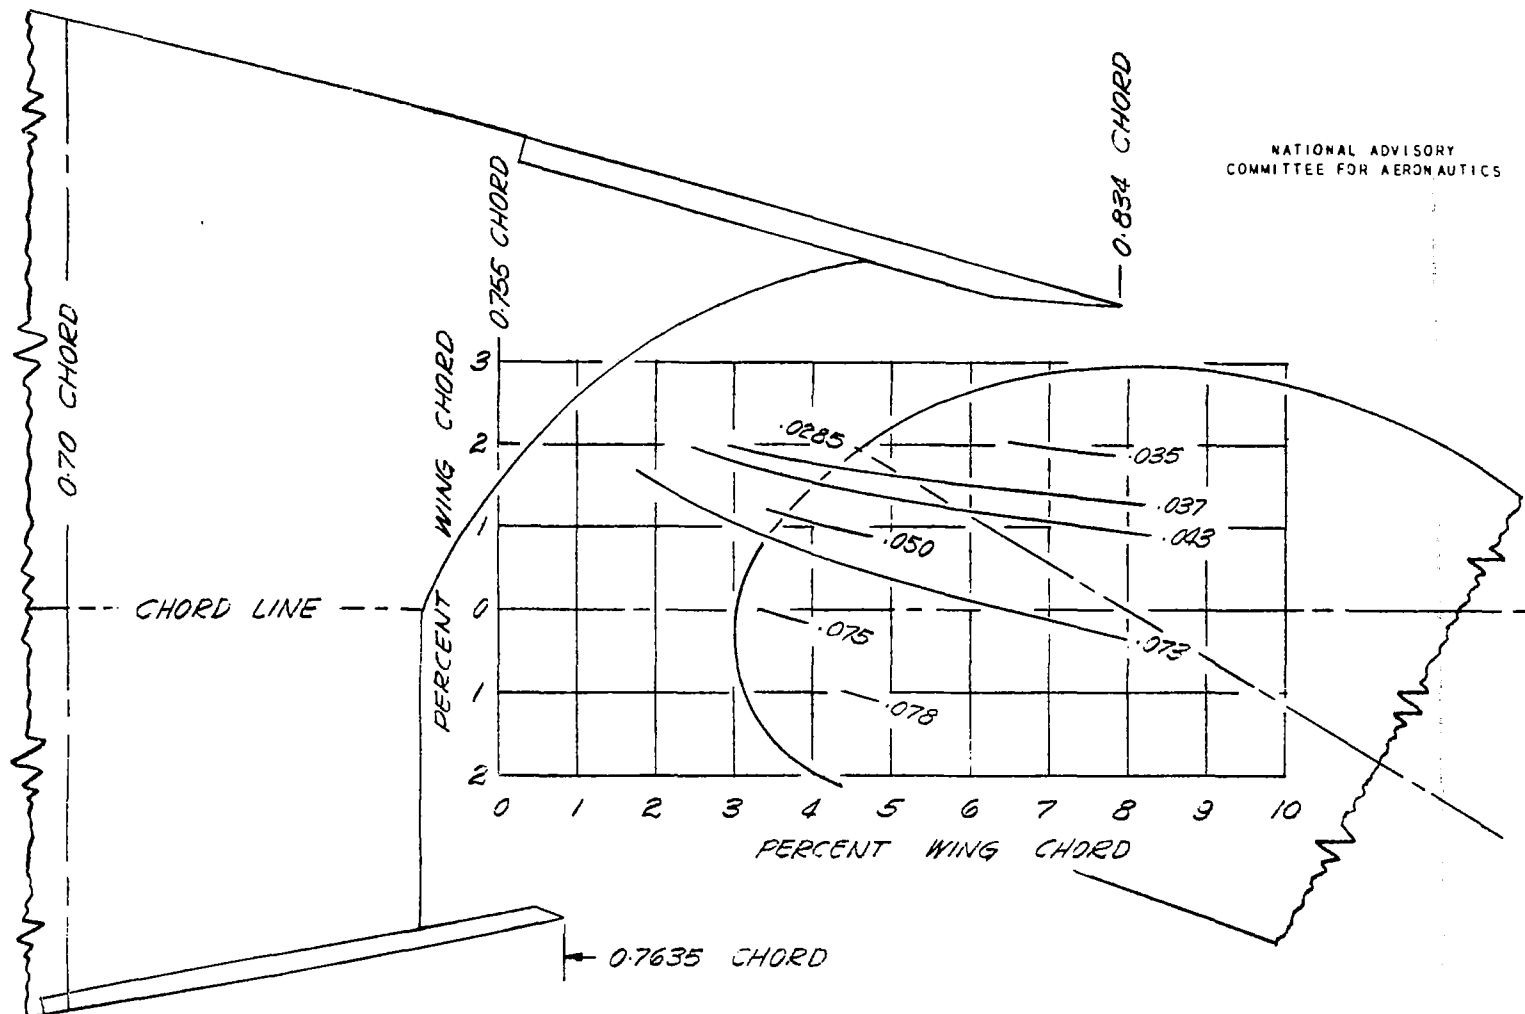 NATIONAL ADVISORY
COMMITTEE FOR AERONAUTICS
0.70 CHORD
0.755 CHORD
0.834 CHORD
PERCENT WING CHORD
3
2
1
0
1
2
.0285
.035
.037
.043
.050
.073
.075
.078
CHORD LINE
0 1 2 3 4 5 6 7 8 9 10
PERCENT WING CHORD
0.7635 CHORD